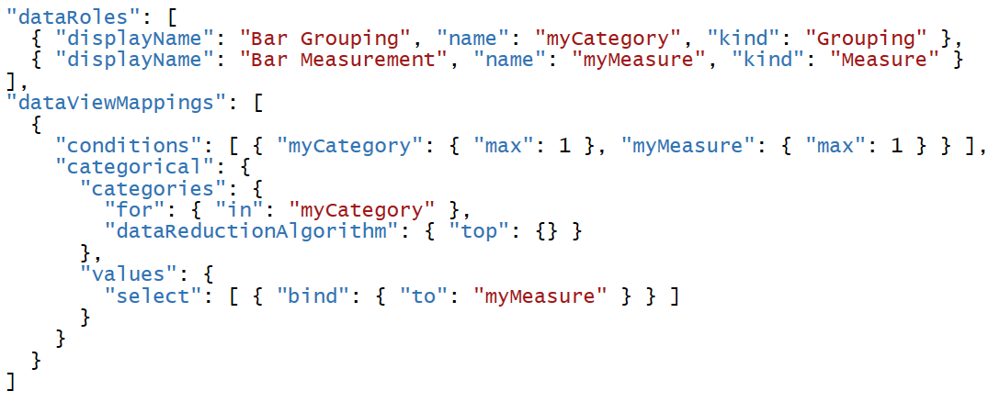 "dataRoles": [
  { "displayName": "Bar Grouping", "name": "myCategory", "kind": "Grouping" },
  { "displayName": "Bar Measurement", "name": "myMeasure", "kind": "Measure" }
],
"dataViewMappings": [
  {
    "conditions": [ { "myCategory": { "max": 1 }, "myMeasure": { "max": 1 } } ],
    "categorical": {
      "categories": {
        "for": { "in": "myCategory" },
        "dataReductionAlgorithm": { "top": {} }
      },
      "values": {
        "select": [ { "bind": { "to": "myMeasure" } } ]
      }
    }
  }
]